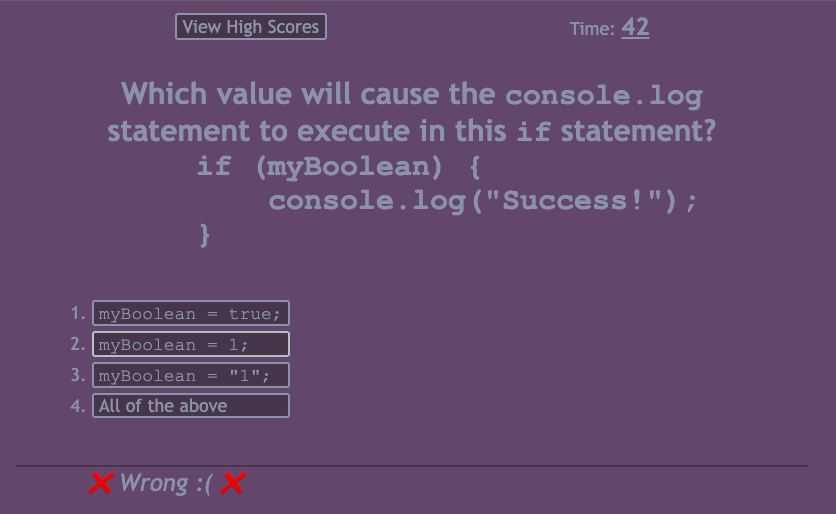 View High Scores Time: 42
Which value will cause the console.log
statement to execute in this if statement?
if (myBoolean) {
console.log("Success!");
}
1. myBoolean = true;
2. myBoolean = 1;
3. myBoolean = "1";
4. All of the above
❌ Wrong :( ❌